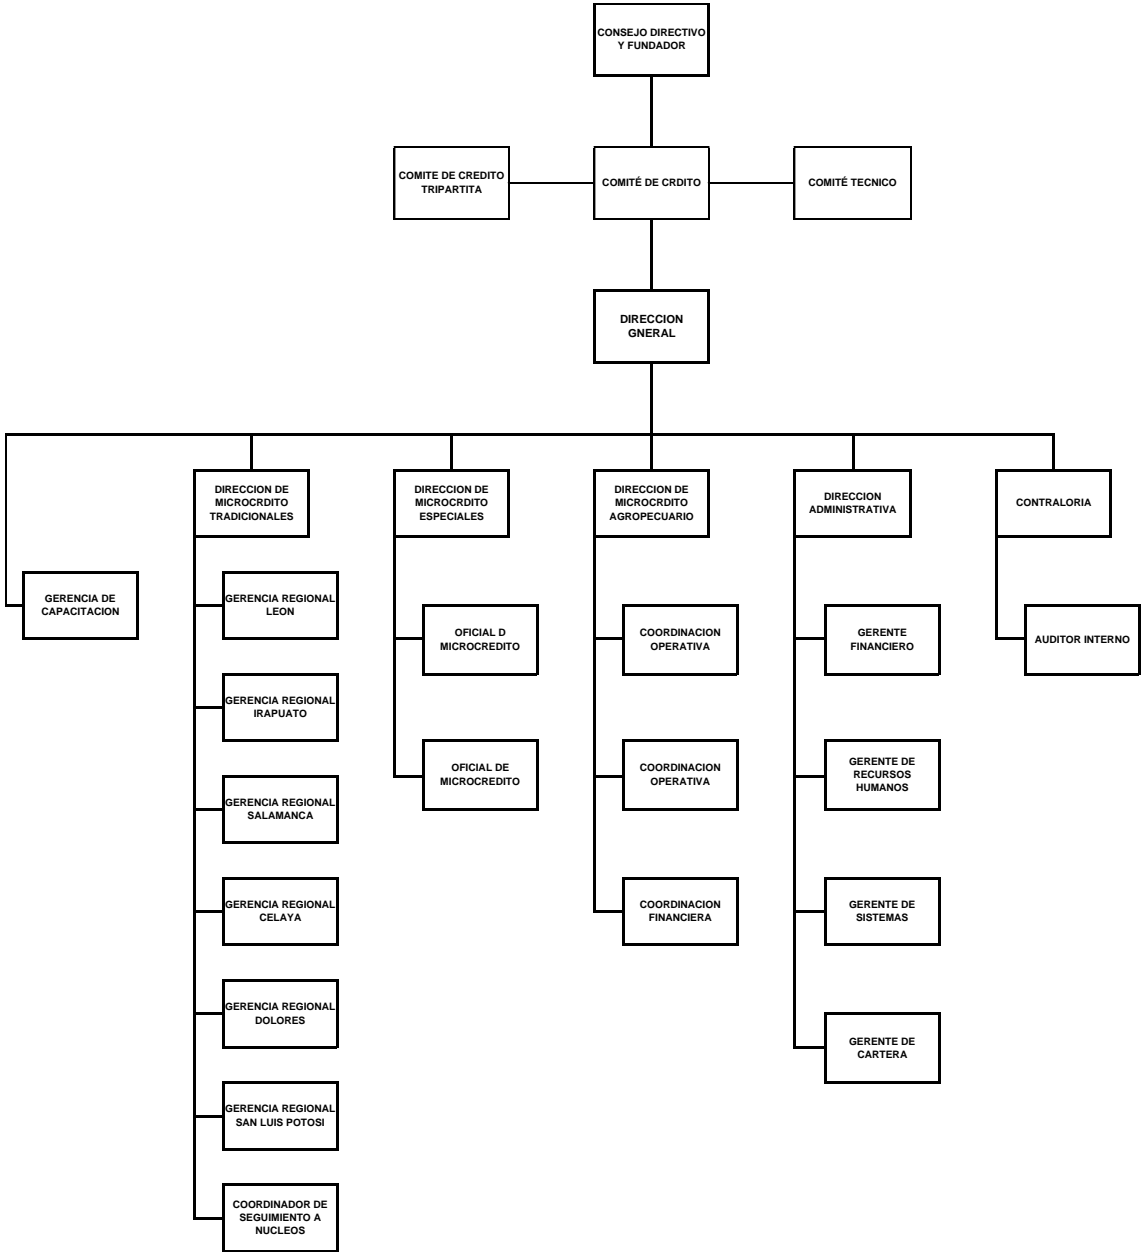 CONSEJO DIRECTIVO
Y FUNDADOR
COMITE DE CREDITO
TRIPARTITA
COMITÉ DE CRDITO
COMITÉ TECNICO
DIRECCION
GNERAL
DIRECCION DE
MICROCRDITO
TRADICIONALES
DIRECCION DE
MICROCRDITO
ESPECIALES
DIRECCION DE
MICROCRDITO
AGROPECUARIO
DIRECCION
ADMINISTRATIVA
CONTRALORIA
GERENCIA DE
CAPACITACION
GERENCIA REGIONAL
LEON
GERENCIA REGIONAL
IRAPUATO
GERENCIA REGIONAL
SALAMANCA
GERENCIA REGIONAL
CELAYA
GERENCIA REGIONAL
DOLORES
GERENCIA REGIONAL
SAN LUIS POTOSI
COORDINADOR DE
SEGUIMIENTO A
NUCLEOS
OFICIAL D
MICROCREDITO
OFICIAL DE
MICROCREDITO
COORDINACION
OPERATIVA
COORDINACION
OPERATIVA
COORDINACION
FINANCIERA
GERENTE
FINANCIERO
GERENTE DE
RECURSOS
HUMANOS
GERENTE DE
SISTEMAS
GERENTE DE
CARTERA
AUDITOR INTERNO